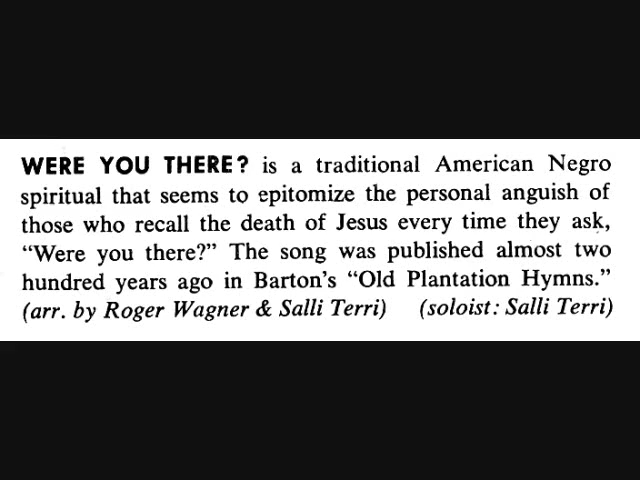 WERE YOU THERE? is a traditional American Negro
spiritual that seems to epitomize the personal anguish of
those who recall the death of Jesus every time they ask,
“Were you there?” The song was published almost two
hundred years ago in Barton’s “Old Plantation Hymns.”
(arr. by Roger Wagner & Salli Terri) (soloist: Salli Terri)